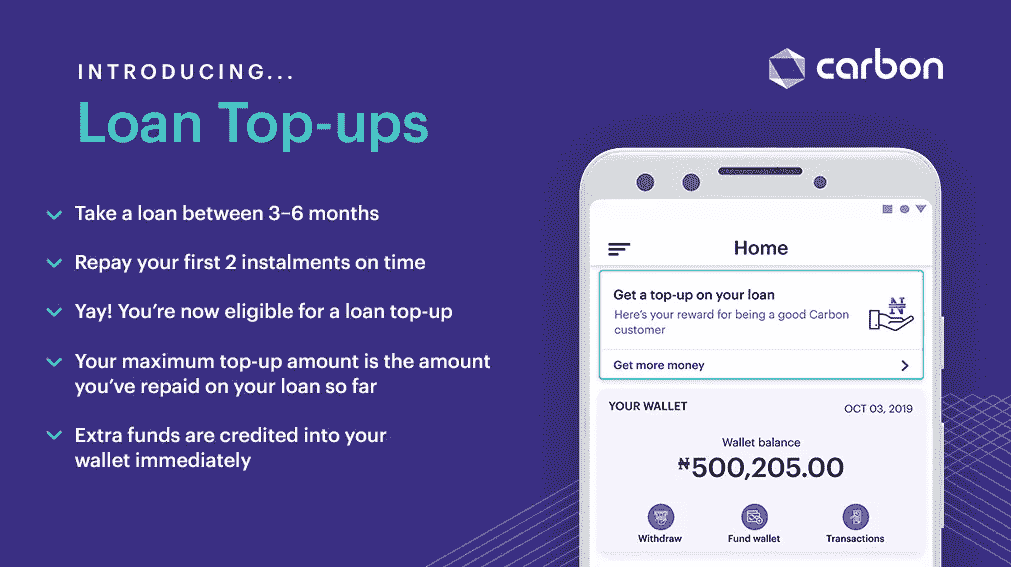 INTRODUCING...
Loan Top-ups
Take a loan between 3–6 months
Repay your first 2 instalments on time
Yay! You're now eligible for a loan top-up
Your maximum top-up amount is the amount
you've repaid on your loan so far
Extra funds are credited into your
wallet immediately
carbon
Home
Get a top-up on your loan
Here's your reward for being a good Carbon
customer
Get more money
YOUR WALLET
OCT 03, 2019
Wallet balance
₦500,205.00
Withdraw
Fund wallet
Transactions